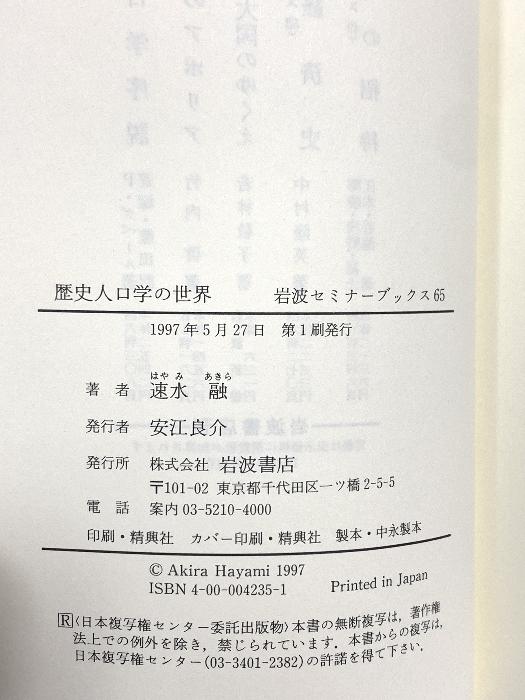 歴史人口学の世界　岩波セミナーブックス65
1997年5月27日　第1刷発行
はやみ　あきら
著者　速水　融
発行者　安江良介
発行所　株式会社　岩波書店
〒101-02　東京都千代田区一ツ橋2-5-5
電話　案内03-5210-4000
印刷・精興社　カバー印刷・精興社　製本・中永製本
© Akira Hayami 1997
ISBN 4-00-004235-1　Printed in Japan
Ⓡ〈日本複写権センター委託出版物〉本書の無断複写は，著作権
法上での例外を除き，禁じられています．本書からの複写は，
日本複写権センター(03-3401-2382)の許諾を得て下さい．